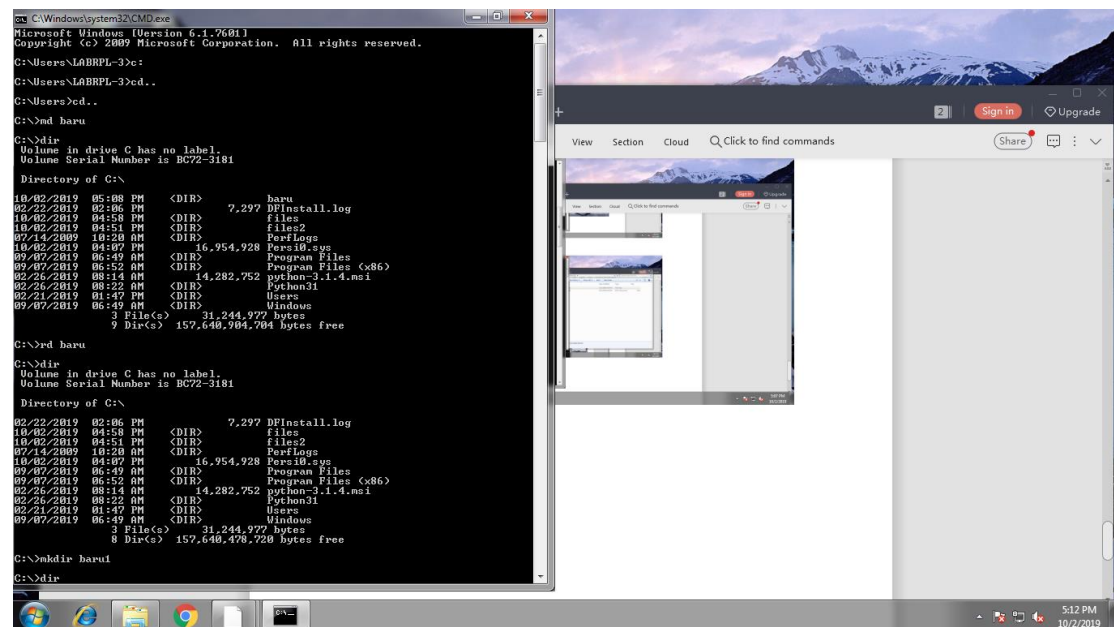 C:\Windows\system32\CMD.exe
Microsoft Windows [Version 6.1.7601]
Copyright (c) 2009 Microsoft Corporation.  All rights reserved.
C:\Users\LABRPL-3>c:
C:\Users\LABRPL-3>cd..
C:\Users>cd..
C:\>md baru
C:\>dir
Volume in drive C has no label.
Volume Serial Number is BC72-3181
Directory of C:\
10/02/2019  05:08 PM    <DIR>          baru
02/22/2019  02:06 PM             7,297 DFInstall.log
10/02/2019  04:58 PM    <DIR>          files
10/02/2019  04:51 PM    <DIR>          files2
07/14/2009  10:20 AM    <DIR>          PerfLogs
10/02/2019  04:07 PM        16,954,928 Persi0.sys
09/07/2019  06:49 AM    <DIR>          Program Files
09/07/2019  06:52 AM    <DIR>          Program Files (x86)
02/26/2019  08:14 AM        14,282,752 python-3.1.4.msi
02/26/2019  08:22 AM    <DIR>          Python31
02/21/2019  01:47 PM    <DIR>          Users
09/07/2019  06:49 AM    <DIR>          Windows
3 File(s)     31,244,977 bytes
9 Dir(s)  157,640,904,704 bytes free
C:\>rd baru
C:\>dir
Volume in drive C has no label.
Volume Serial Number is BC72-3181
Directory of C:\
02/22/2019  02:06 PM             7,297 DFInstall.log
10/02/2019  04:58 PM    <DIR>          files
10/02/2019  04:51 PM    <DIR>          files2
07/14/2009  10:20 AM    <DIR>          PerfLogs
10/02/2019  04:07 PM        16,954,928 Persi0.sys
09/07/2019  06:49 AM    <DIR>          Program Files
09/07/2019  06:52 AM    <DIR>          Program Files (x86)
02/26/2019  08:14 AM        14,282,752 python-3.1.4.msi
02/26/2019  08:22 AM    <DIR>          Python31
02/21/2019  01:47 PM    <DIR>          Users
09/07/2019  06:49 AM    <DIR>          Windows
3 File(s)     31,244,977 bytes
8 Dir(s)  157,640,478,720 bytes free
C:\>mkdir baru1
C:\>dir
2 Sign in Upgrade
View Section Cloud Click to find commands Share
5:12 PM
10/2/2019